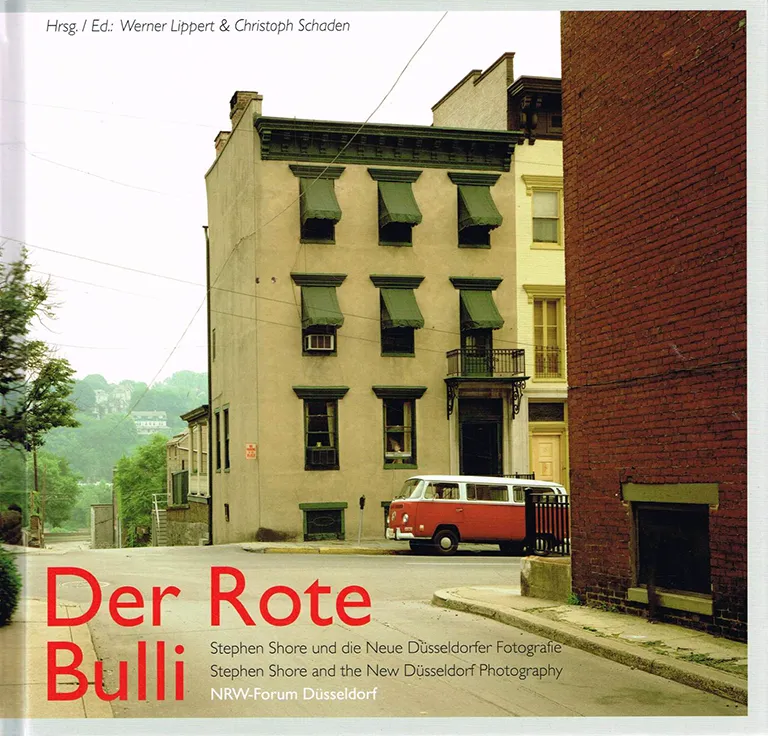 Hrsg. / Ed.: Werner Lippert & Christoph Schaden
Der Rote
Bulli
Stephen Shore und die Neue Düsseldorfer Fotografie
Stephen Shore and the New Düsseldorf Photography
NRW-Forum Düsseldorf